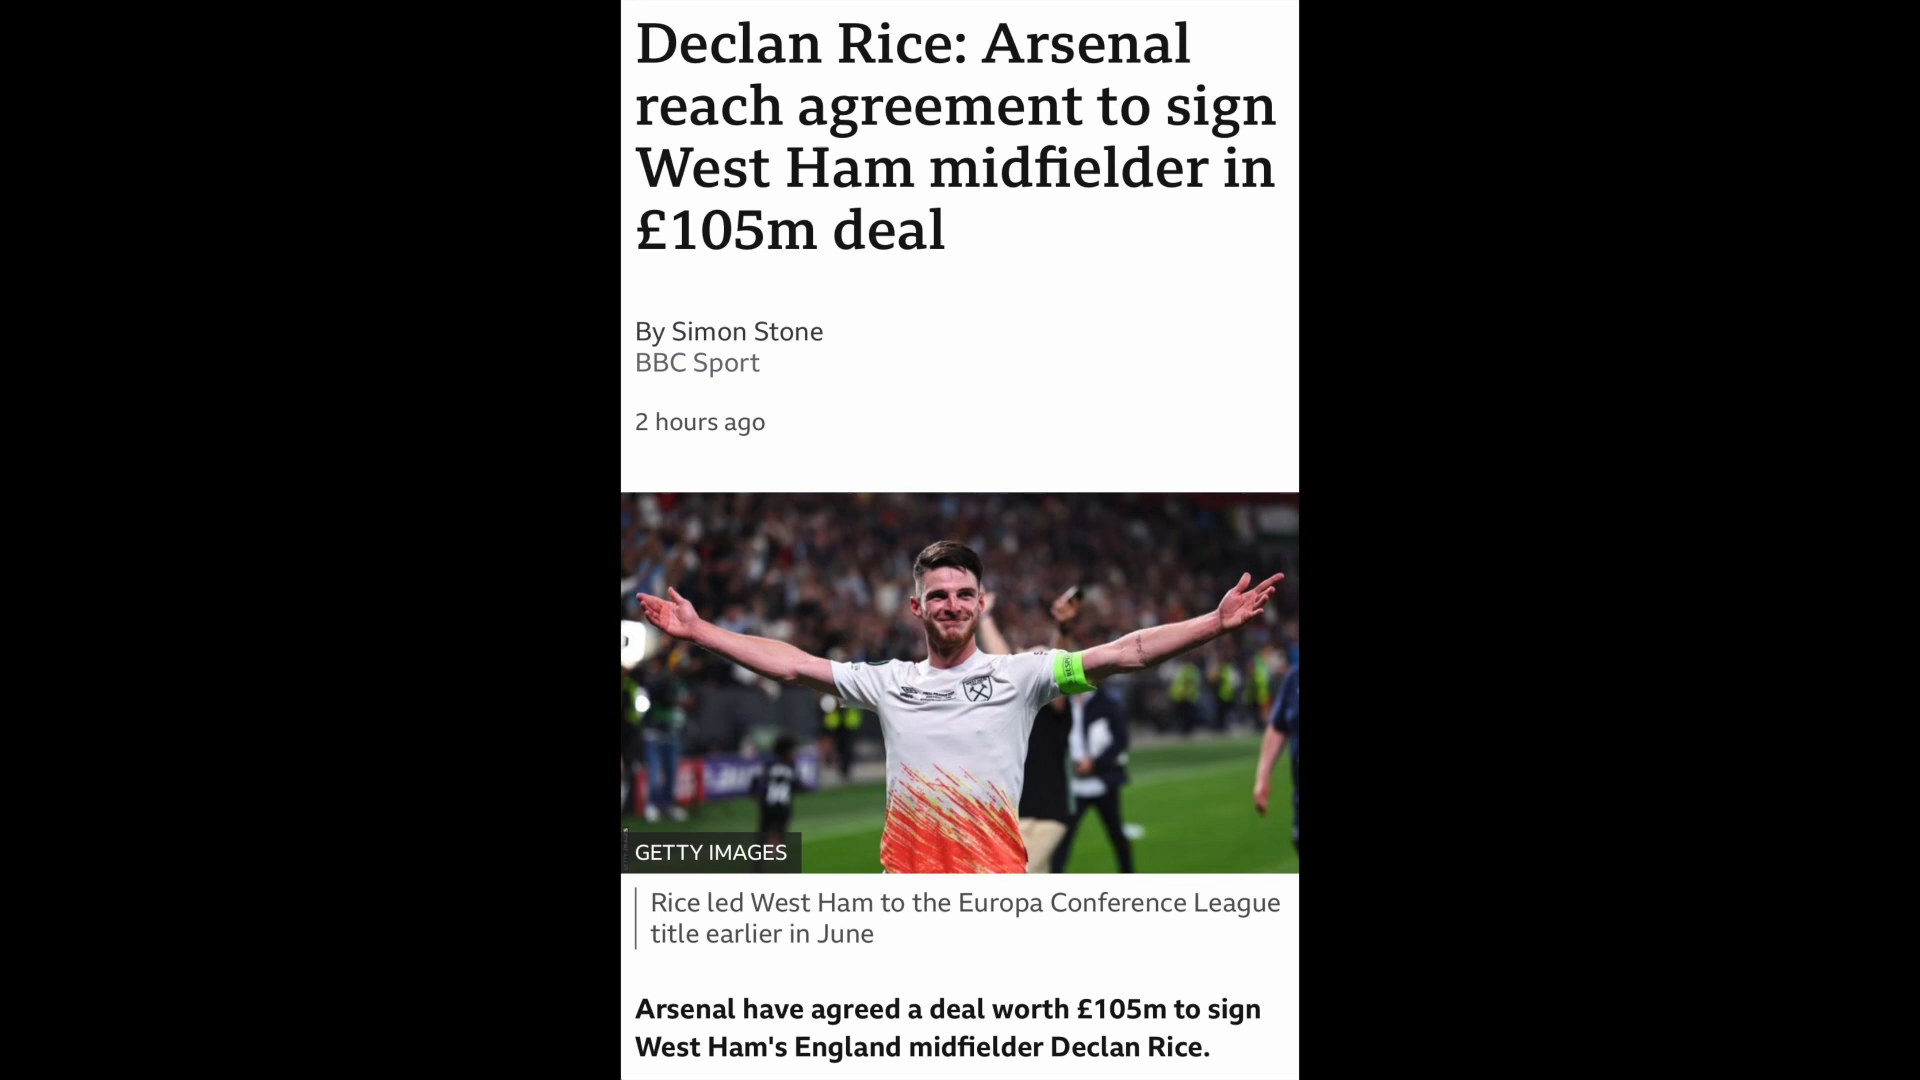 Declan Rice: Arsenal
reach agreement to sign
West Ham midfielder in
£105m deal
By Simon Stone
BBC Sport
2 hours ago
GETTY IMAGES
Rice led West Ham to the Europa Conference League
title earlier in June
Arsenal have agreed a deal worth £105m to sign
West Ham's England midfielder Declan Rice.